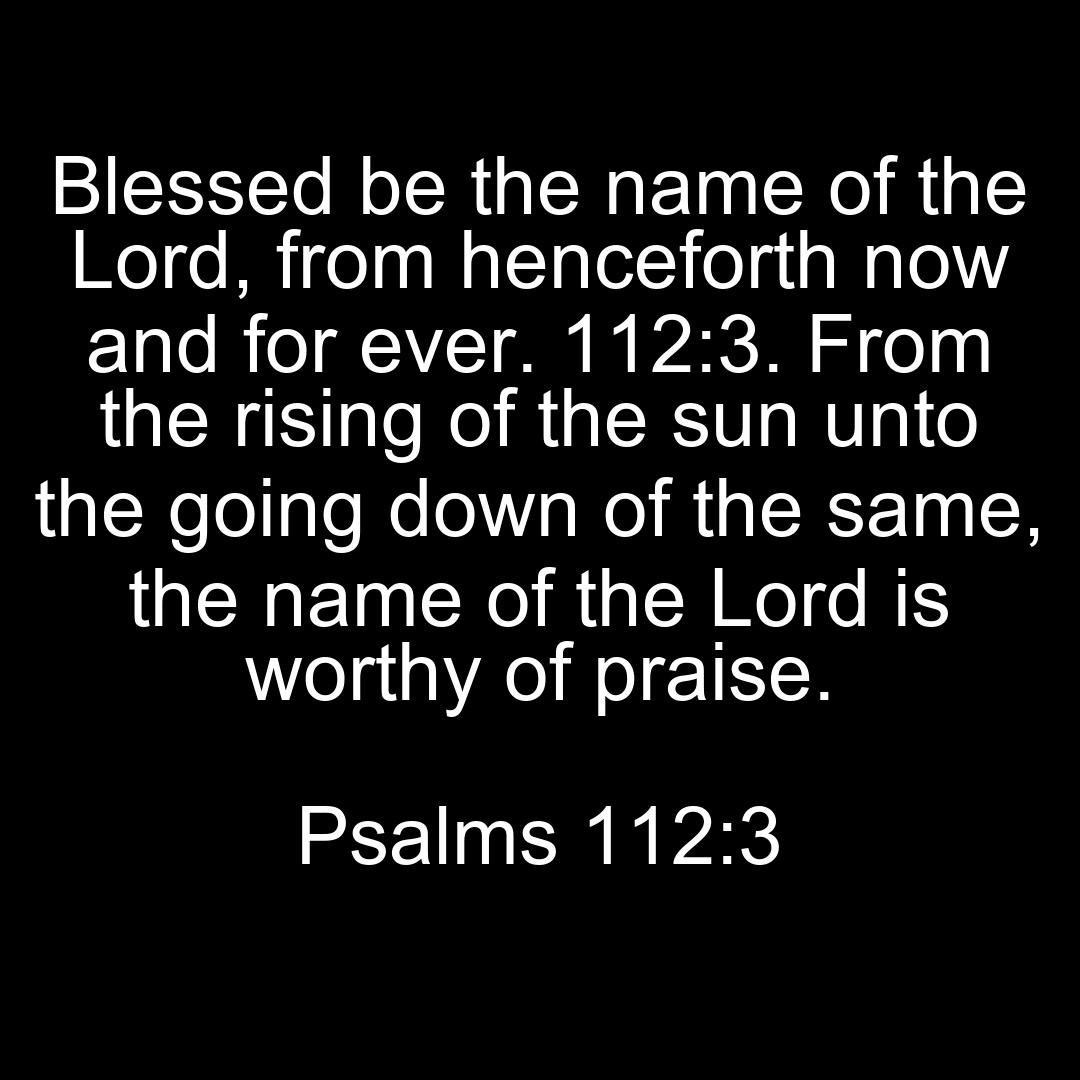 Blessed be the name of the
Lord, from henceforth now
and for ever. 112:3. From
the rising of the sun unto
the going down of the same,
the name of the Lord is
worthy of praise.
Psalms 112:3